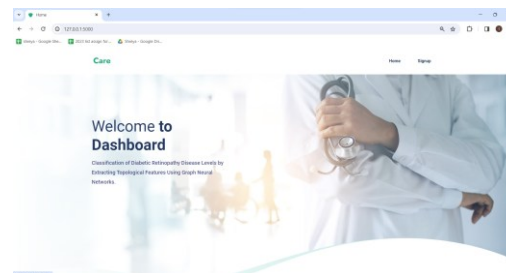 Home
127.0.0.1:5000
Care
Home Signup
Welcome to
Dashboard
Classification of Diabetic Retinopathy Disease Levels by
Extracting Topological Features Using Graph Neural
Networks.